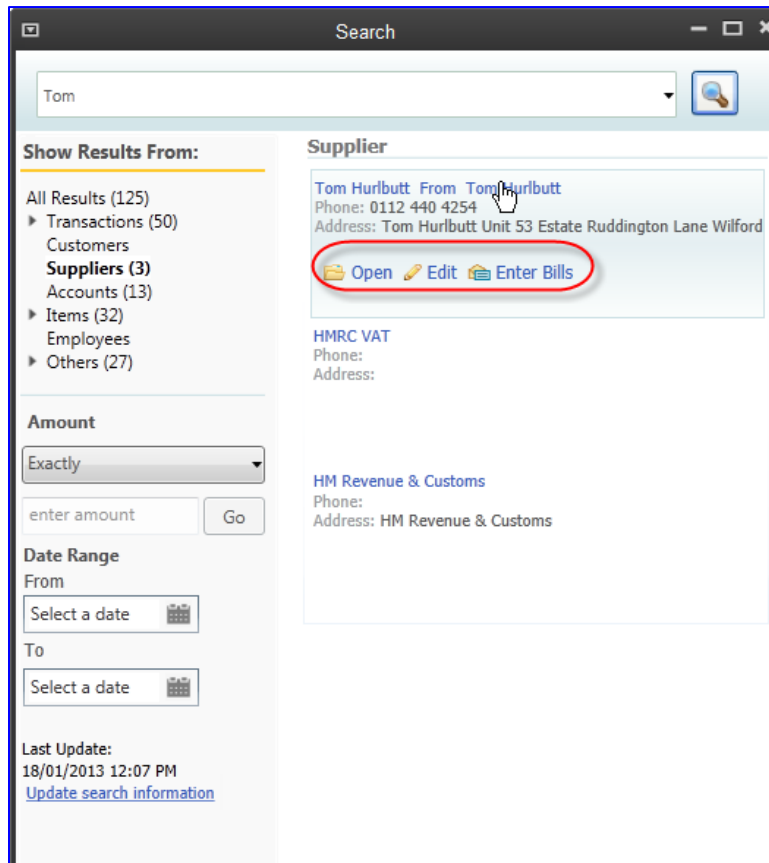 Search
Tom
Show Results From:
All Results (125)
Transactions (50)
Customers
Suppliers (3)
Accounts (13)
Items (32)
Employees
Others (27)
Amount
Exactly
enter amount Go
Date Range
From
Select a date
To
Select a date
Last Update:
18/01/2013 12:07 PM
Update search information
Supplier
Tom Hurlbutt From Tom Hurlbutt
Phone: 0112 440 4254
Address: Tom Hurlbutt Unit 53 Estate Ruddington Lane Wilford
Open Edit Enter Bills
HMRC VAT
Phone:
Address:
HM Revenue & Customs
Phone:
Address: HM Revenue & Customs